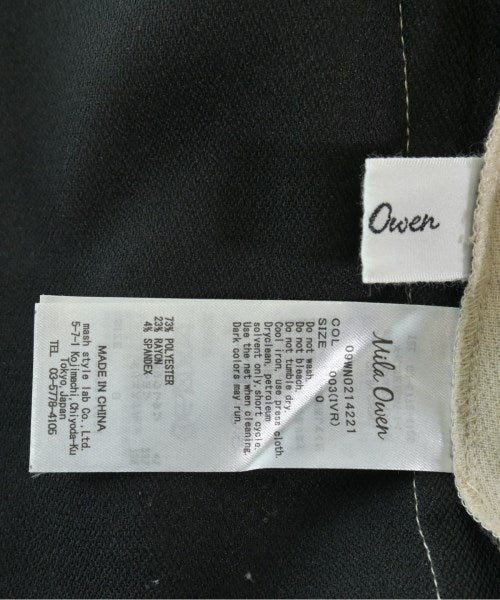 Owen
Mila Owen
09WN0214221
COL 003(IVR)
SIZE 0
Do not wash.
Do not bleach.
Do not tumble dry.
Cool iron, use press cloth.
Dryclean, petroleum
solvent only, short cycle.
Use the net when cleaning.
Dark colors may run.
73% POLYESTER
23% RAYON
4% SPANDEX
MADE IN CHINA
mash style lab Co., Ltd.
5-7-1 Kojimachi, Chiyoda-Ku
Tokyo, Japan
TEL 03-5778-4105